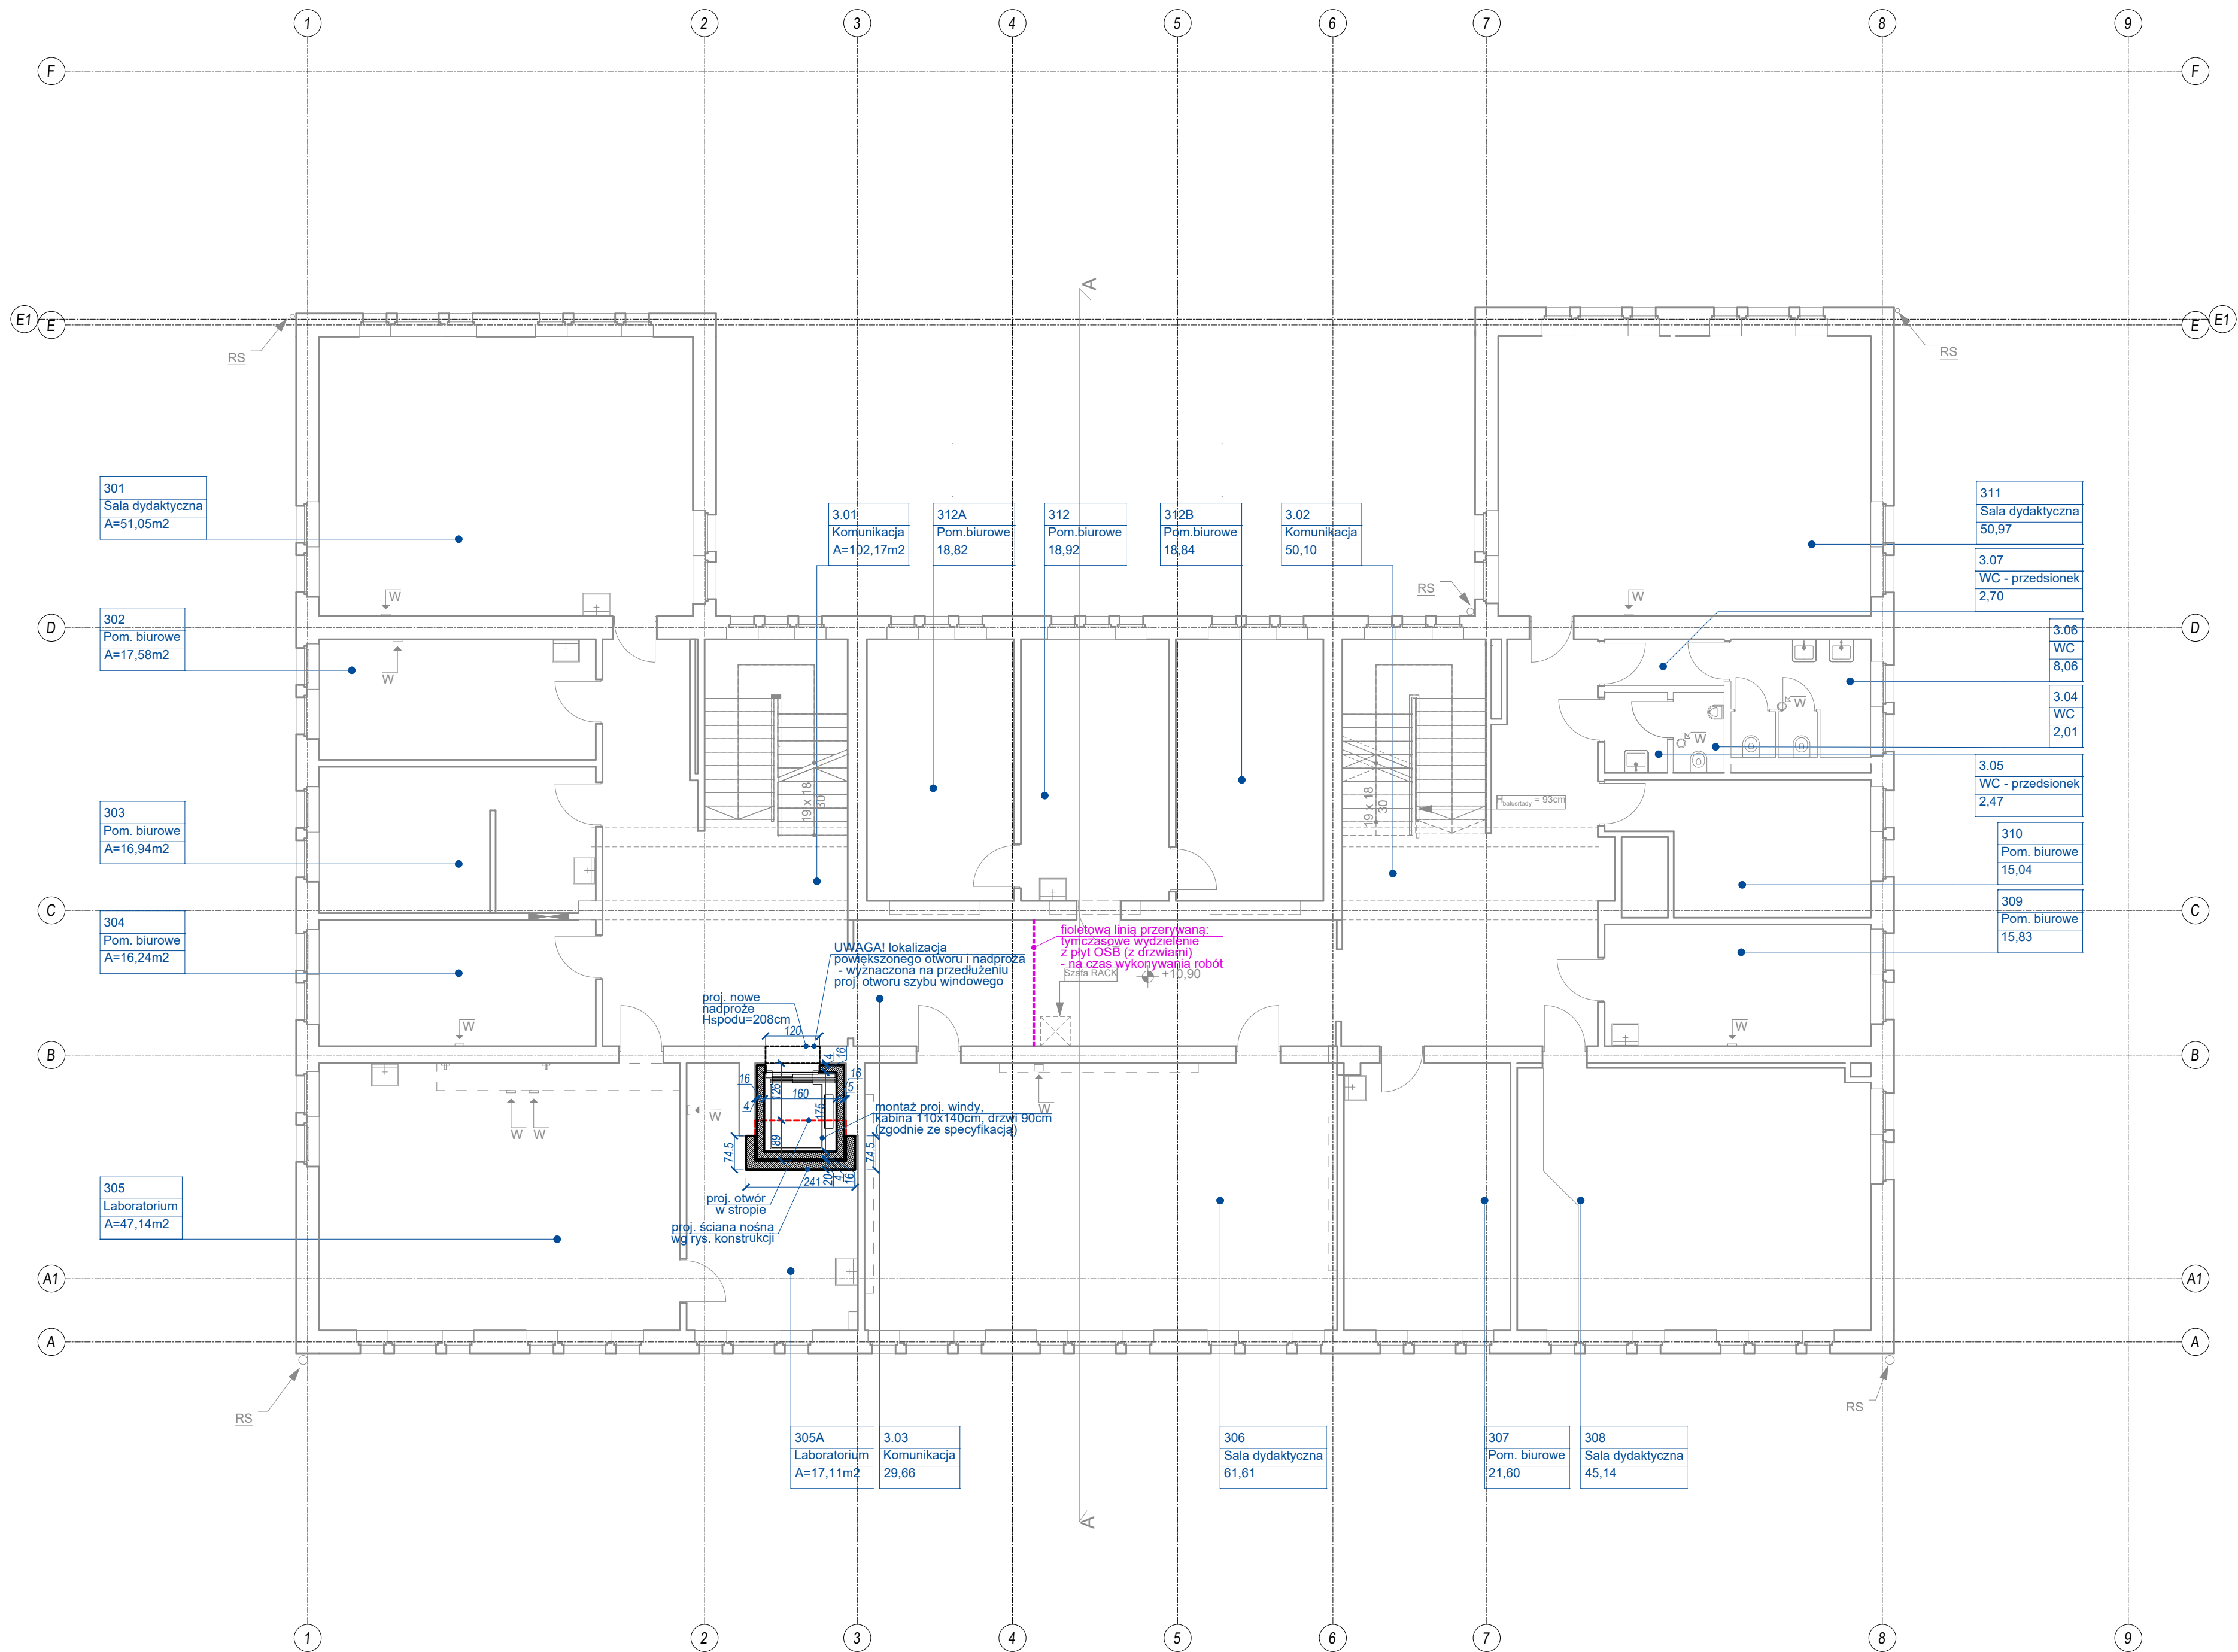 1 2 3 4 5 6 7 8 9
F F
E1 E E E1
RS
RS
301
Sala dydaktyczna
A=51,05m2
3.01
Komunikacja
A=102,17m2
312A
Pom.biurowe
18,82
312
Pom.biurowe
18,92
312B
Pom.biurowe
18,84
3.02
Komunikacja
50,10
311
Sala dydaktyczna
50,97
3.07
WC - przedsionek
2,70
3.06
WC
8,06
3.04
WC
2,01
3.05
WC - przedsionek
2,47
310
Pom. biurowe
15,04
309
Pom. biurowe
15,83
A
RS
W
W
D D
302
Pom. biurowe
A=17,58m2
W
W
W
19 x 18
30
19 x 18
30
Hbalustrady = 93cm
303
Pom. biurowe
A=16,94m2
C C
304
Pom. biurowe
A=16,24m2
W
W
UWAGA! lokalizacja
powiększonego otworu i nadproża
- wyznaczona na przedłużeniu
proj. otworu szybu windowego
fioletową linią przerywaną:
tymczasowe wydzielenie
z płyt OSB (z drzwiami)
- na czas wykonywania robót
Szafa RACK
+10,90
proj. nowe
nadproże
Hspodu=208cm
120
B B
4
16
16
126
160
16
5
4
175
89
74.5
74.5
241
20
4
16
W
W
W
W
montaż proj. windy,
kabina 110x140cm, drzwi 90cm
(zgodnie ze specyfikacją)
proj. otwór
w stropie
proj. ściana nośna
wg rys. konstrukcji
305
Laboratorium
A=47,14m2
A1 A1
A A
RS
RS
305A
Laboratorium
A=17,11m2
3.03
Komunikacja
29,66
306
Sala dydaktyczna
61,61
307
Pom. biurowe
21,60
308
Sala dydaktyczna
45,14
A
1 2 3 4 5 6 7 8 9